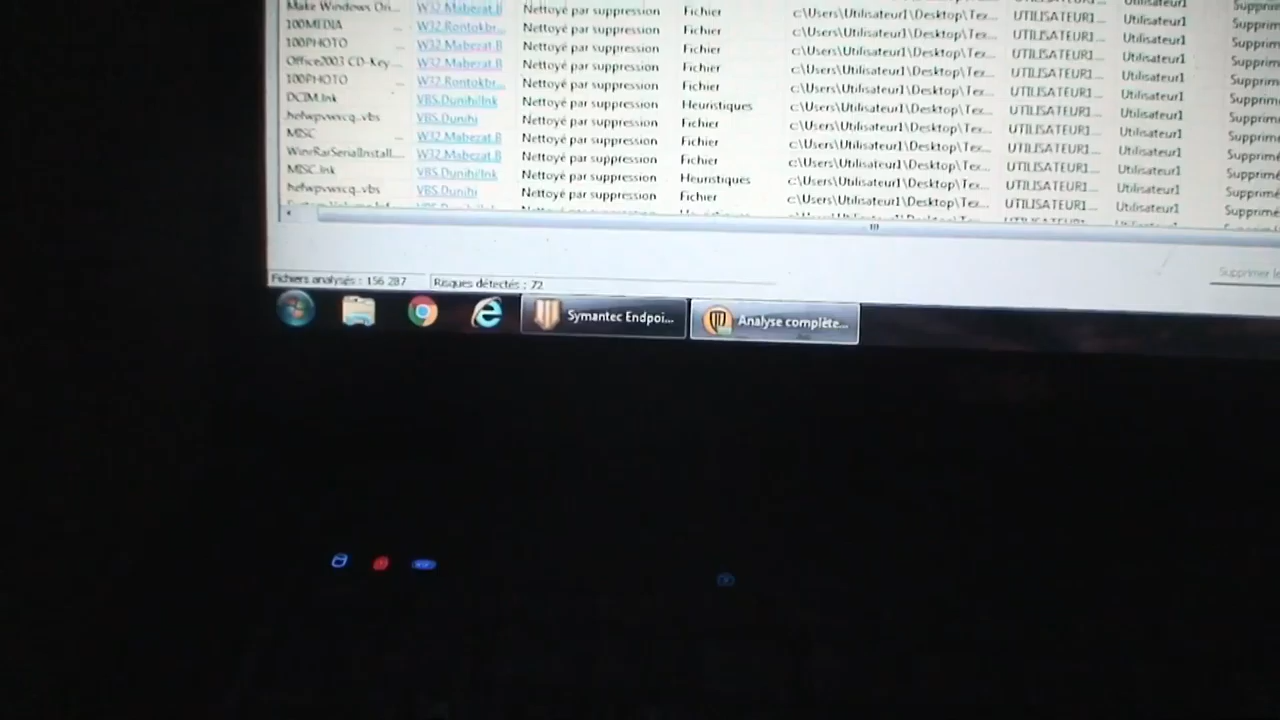 Make Windows Ori... W32.Mabezat.B Nettoyé par suppression Fichier c:\Users\Utilisateur1\Desktop\Tex... UTILISATEUR1... Utilisateur1
100MEDIA ... W32.Rontokbr... Nettoyé par suppression Fichier c:\Users\Utilisateur1\Desktop\Tex... UTILISATEUR1... Utilisateur1 Supprim
100PHOTO ... W32.Mabezat.B Nettoyé par suppression Fichier c:\Users\Utilisateur1\Desktop\Tex... UTILISATEUR1... Utilisateur1 Supprim
Office2003 CD-Key... W32.Mabezat.B Nettoyé par suppression Fichier c:\Users\Utilisateur1\Desktop\Tex... UTILISATEUR1... Utilisateur1 Supprim
100PHOTO ... W32.Rontokbr... Nettoyé par suppression Fichier c:\Users\Utilisateur1\Desktop\Tex... UTILISATEUR1... Utilisateur1 Supprim
DCIM.lnk VBS.Dunihi!lnk Nettoyé par suppression Heuristiques c:\Users\Utilisateur1\Desktop\Tex... UTILISATEUR1... Utilisateur1 Supprim
VBS.Dunihi Nettoyé par suppression Fichier c:\Users\Utilisateur1\Desktop\Tex... UTILISATEUR1... Utilisateur1 Supprim
MISC ... W32.Mabezat.B Nettoyé par suppression Fichier c:\Users\Utilisateur1\Desktop\Tex... UTILISATEUR1... Utilisateur1 Supprim
WinrRarSerialInstall... W32.Mabezat.B Nettoyé par suppression Fichier c:\Users\Utilisateur1\Desktop\Tex... UTILISATEUR1... Utilisateur1 Supprim
MISC.lnk VBS.Dunihi!lnk Nettoyé par suppression Heuristiques c:\Users\Utilisateur1\Desktop\Tex... UTILISATEUR1... Utilisateur1 Supprimé
VBS.Dunihi Nettoyé par suppression Fichier c:\Users\Utilisateur1\Desktop\Tex... UTILISATEUR1... Utilisateur1 Supprimé
Supprimer le
Fichiers analysés : 156 287 Risques détectés : 72
Symantec Endpoi... Analyse complète...